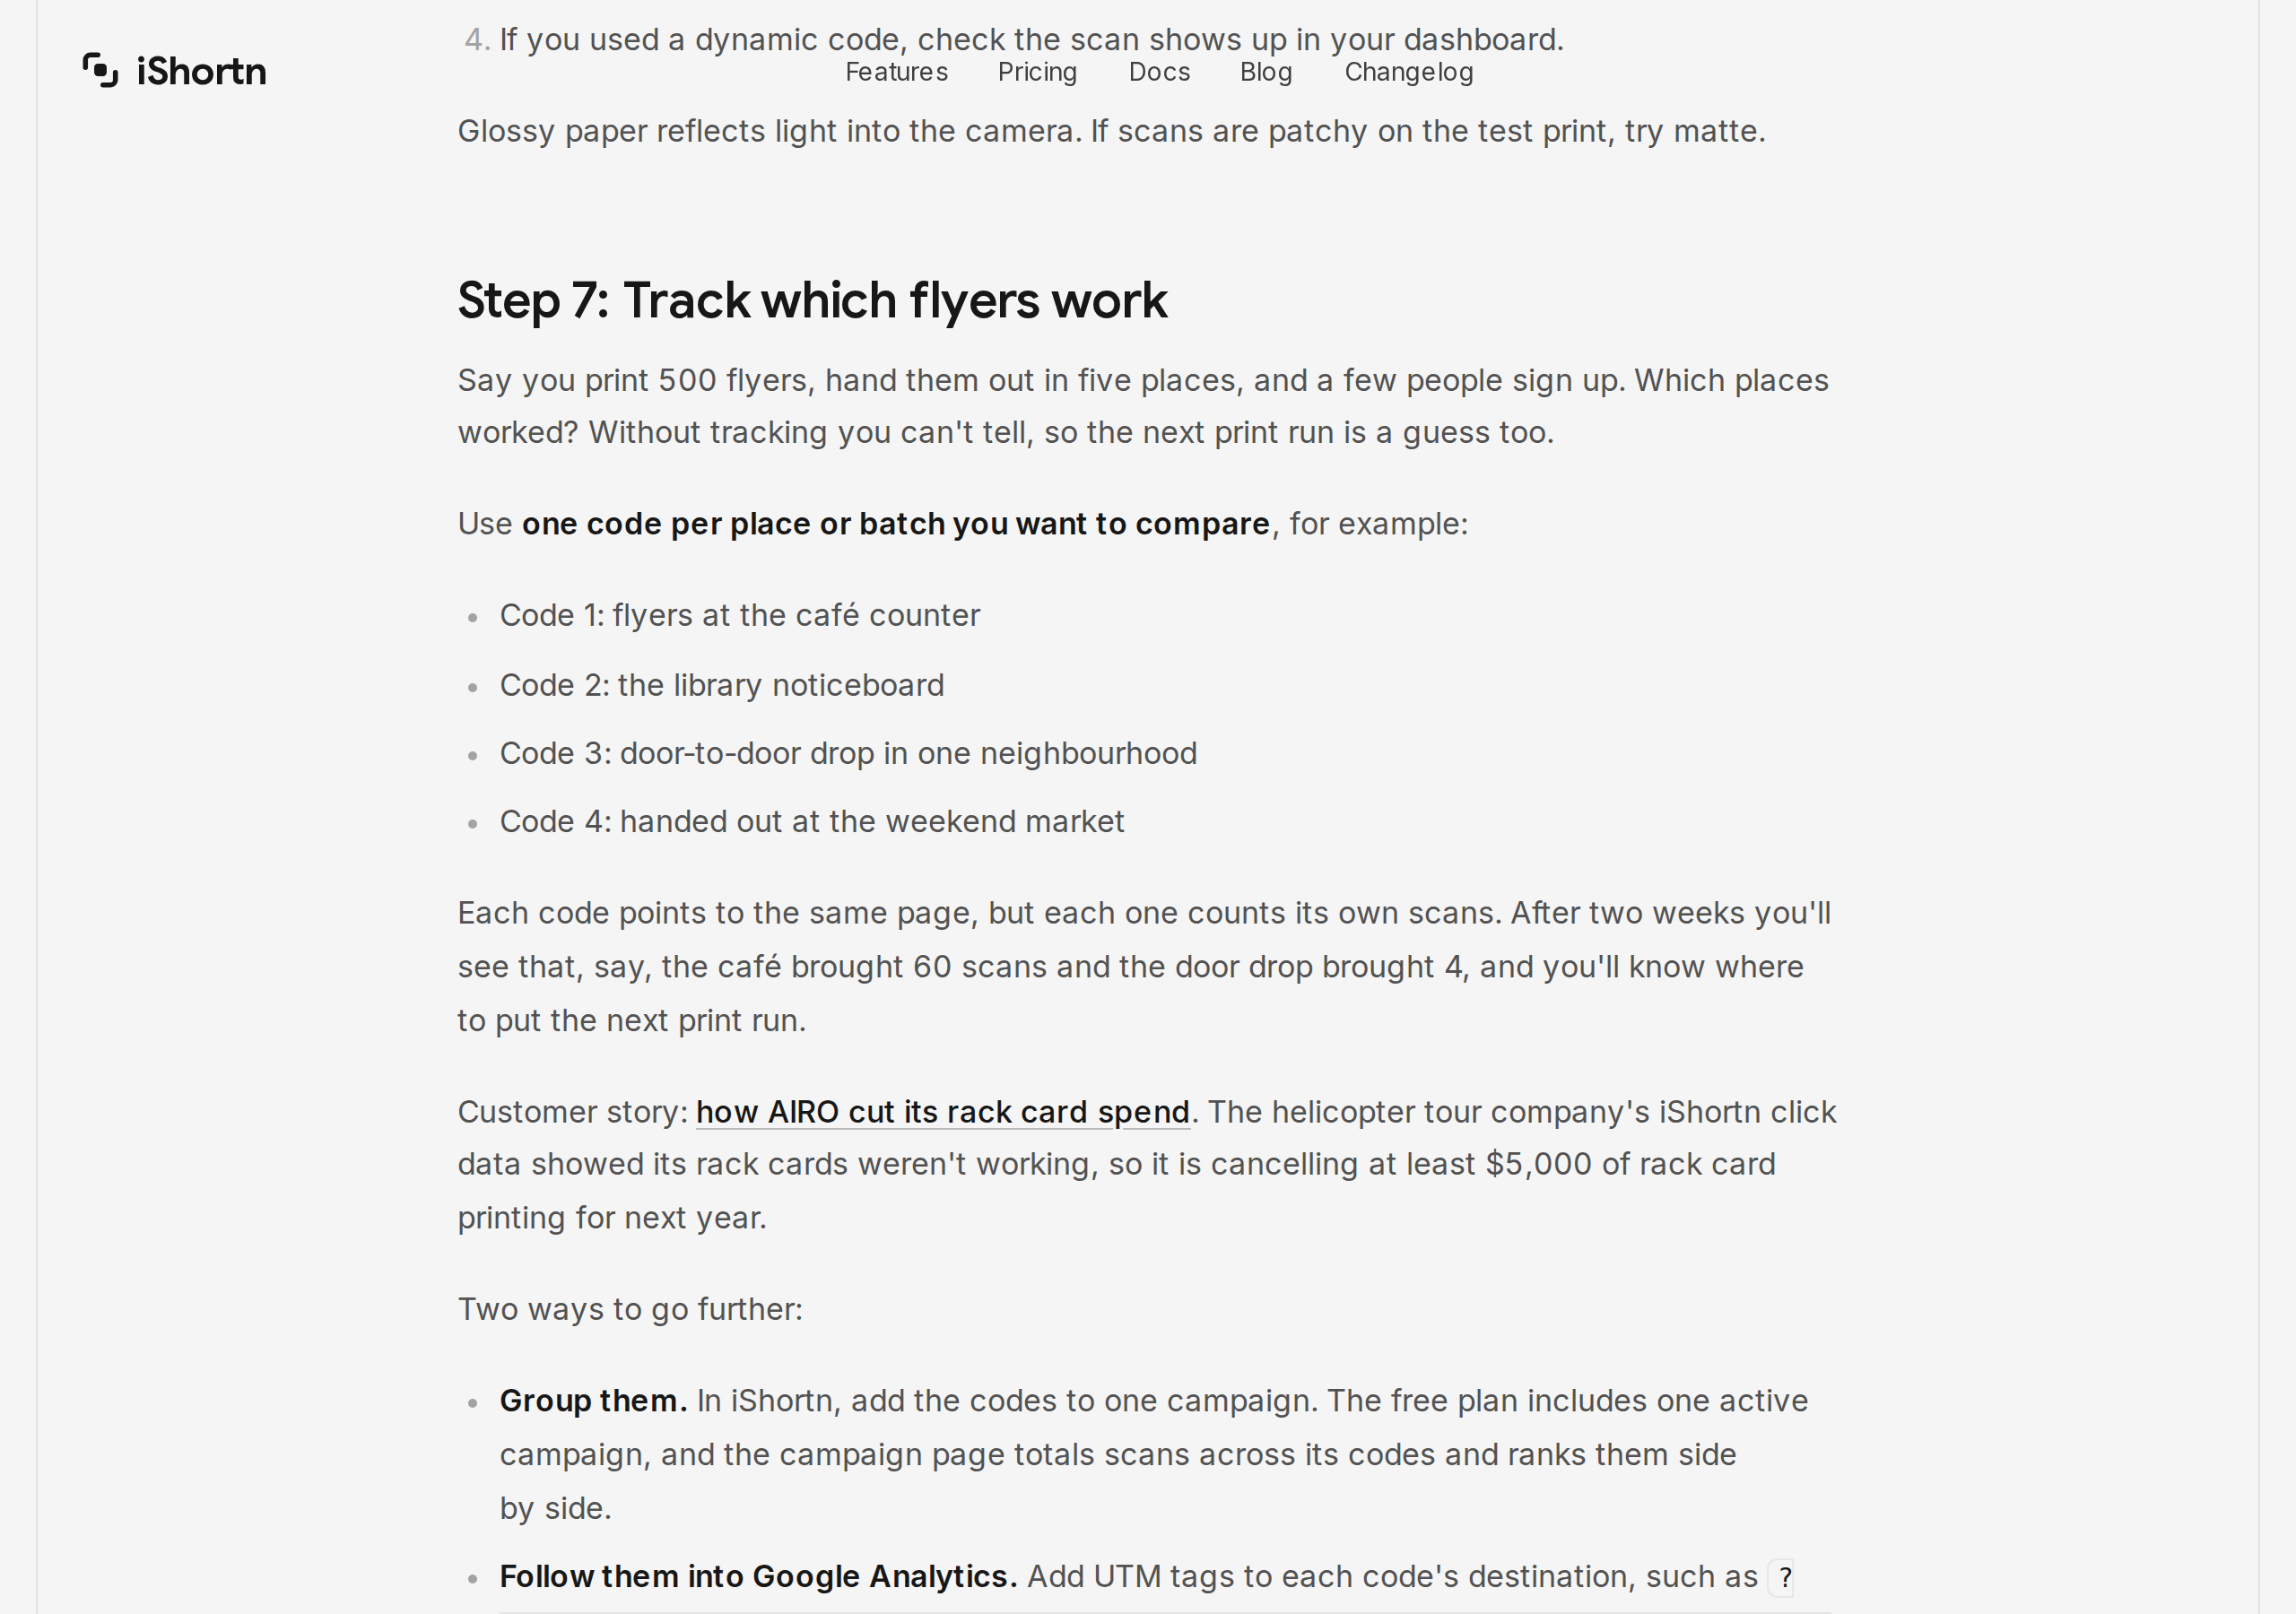 4. If you used a dynamic code, check the scan shows up in your dashboard.
iShortn
Features Pricing Docs Blog Changelog
Glossy paper reflects light into the camera. If scans are patchy on the test print, try matte.
Step 7: Track which flyers work
Say you print 500 flyers, hand them out in five places, and a few people sign up. Which places
worked? Without tracking you can't tell, so the next print run is a guess too.
Use one code per place or batch you want to compare, for example:
• Code 1: flyers at the café counter
• Code 2: the library noticeboard
• Code 3: door-to-door drop in one neighbourhood
• Code 4: handed out at the weekend market
Each code points to the same page, but each one counts its own scans. After two weeks you'll
see that, say, the café brought 60 scans and the door drop brought 4, and you'll know where
to put the next print run.
Customer story: how AIRO cut its rack card spend. The helicopter tour company's iShortn click
data showed its rack cards weren't working, so it is cancelling at least $5,000 of rack card
printing for next year.
Two ways to go further:
• Group them. In iShortn, add the codes to one campaign. The free plan includes one active
campaign, and the campaign page totals scans across its codes and ranks them side
by side.
• Follow them into Google Analytics. Add UTM tags to each code's destination, such as ?